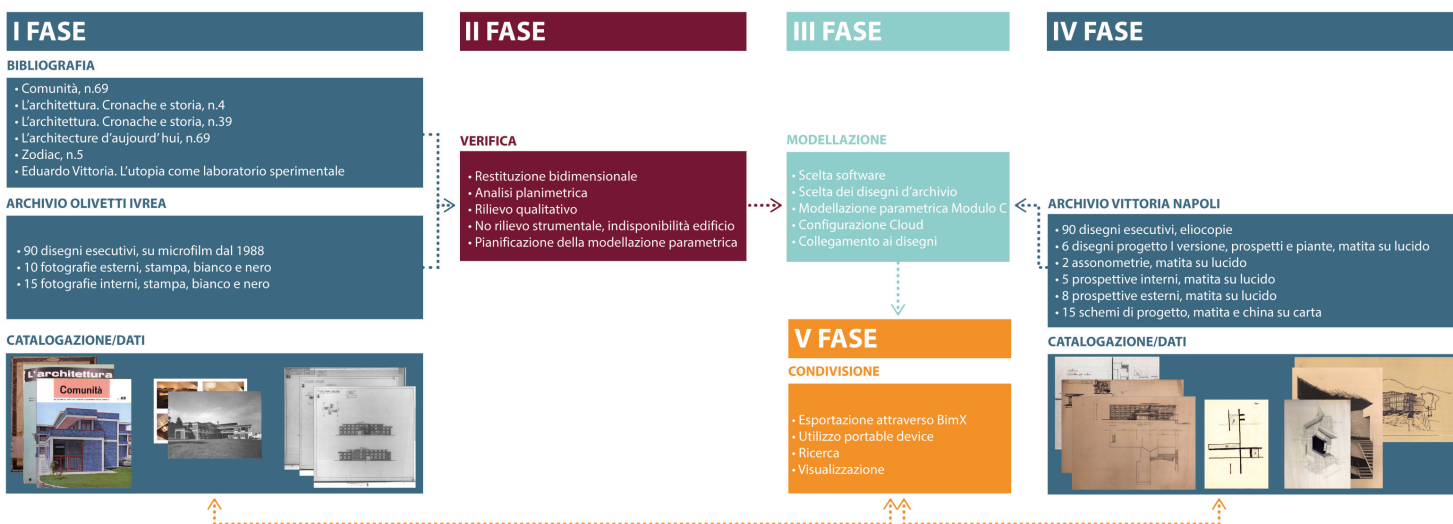 I FASE
BIBLIOGRAFIA
• Comunità, n.69
• L'architettura. Cronache e storia, n.4
• L'architettura. Cronache e storia, n.39
• L'architecture d'aujourd' hui, n.69
• Zodiac, n.5
• Eduardo Vittoria. L'utopia come laboratorio sperimentale
ARCHIVIO OLIVETTI IVREA
• 90 disegni esecutivi, su microfilm dal 1988
• 10 fotografie esterni, stampa, bianco e nero
• 15 fotografie interni, stampa, bianco e nero
CATALOGAZIONE/DATI
L'architettura
Comunità
II FASE
VERIFICA
• Restituzione bidimensionale
• Analisi planimetrica
• Rilievo qualitativo
• No rilievo strumentale, indisponibilità edificio
• Pianificazione della modellazione parametrica
III FASE
MODELLAZIONE
• Scelta software
• Scelta dei disegni d'archivio
• Modellazione parametrica Modulo C
• Configurazione Cloud
• Collegamento ai disegni
V FASE
CONDIVISIONE
• Esportazione attraverso BimX
• Utilizzo portable device
• Ricerca
• Visualizzazione
IV FASE
ARCHIVIO VITTORIA NAPOLI
• 90 disegni esecutivi, eliocopie
• 6 disegni progetto I versione, prospetti e piante, matita su lucido
• 2 assonometrie, matita su lucido
• 5 prospettive interni, matita su lucido
• 8 prospettive esterni, matita su lucido
• 15 schemi di progetto, matita e china su carta
CATALOGAZIONE/DATI